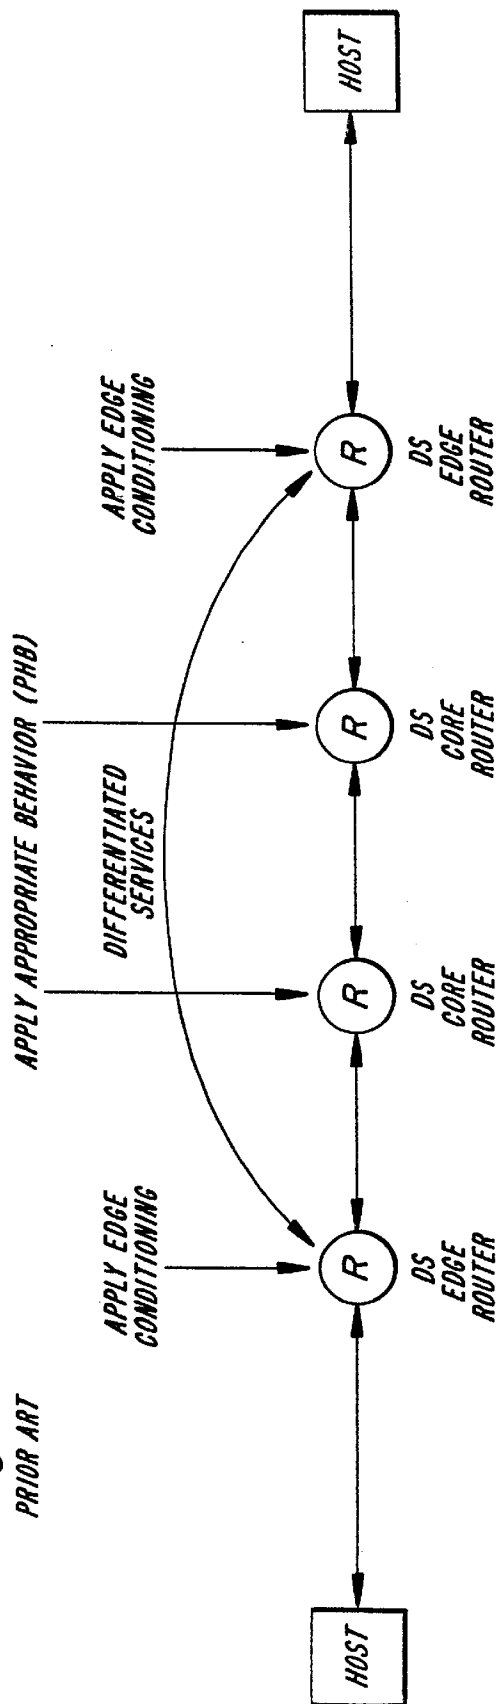 PRIOR ART
APPLY APPROPRIATE BEHAVIOR (PHB)
APPLY EDGE
CONDITIONING
DIFFERENTIATED
SERVICES
APPLY EDGE
CONDITIONING
HOST
R
R
R
R
HOST
DS
EDGE
ROUTER
DS
CORE
ROUTER
DS
CORE
ROUTER
DS
EDGE
ROUTER